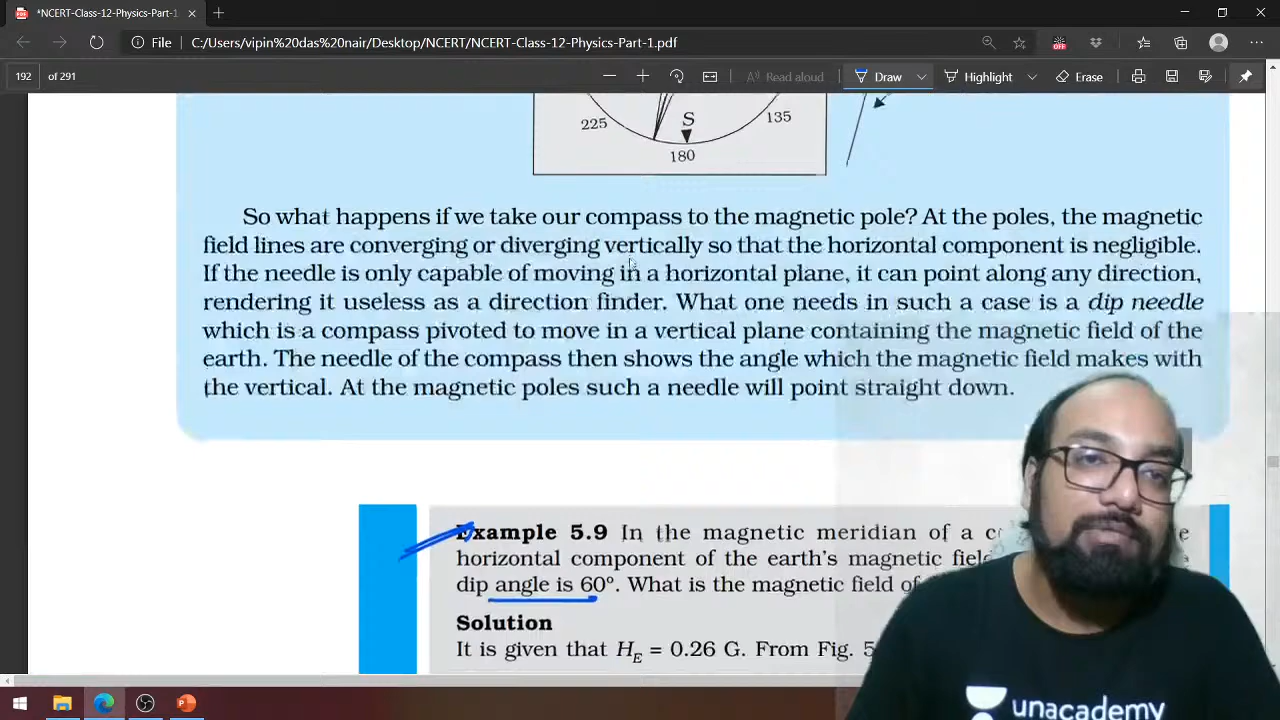 *NCERT-Class-12-Physics-Part-1
File C:/Users/vipin%20das%20nair/Desktop/NCERT/NCERT-Class-12-Physics-Part-1.pdf
OFF
192 of 291 Read aloud Draw Highlight Erase
225 S 135
180
So what happens if we take our compass to the magnetic pole? At the poles, the magnetic
field lines are converging or diverging vertically so that the horizontal component is negligible.
If the needle is only capable of moving in a horizontal plane, it can point along any direction,
rendering it useless as a direction finder. What one needs in such a case is a dip needle
which is a compass pivoted to move in a vertical plane containing the magnetic field of the
earth. The needle of the compass then shows the angle which the magnetic field makes with
the vertical. At the magnetic poles such a needle will point straight down.
Example 5.9 In the magnetic meridian of a
horizontal component of the earth's magnetic
dip angle is 60°. What is the magnetic field of
Solution
It is given that HE = 0.26 G. From Fig. 5
unacademy